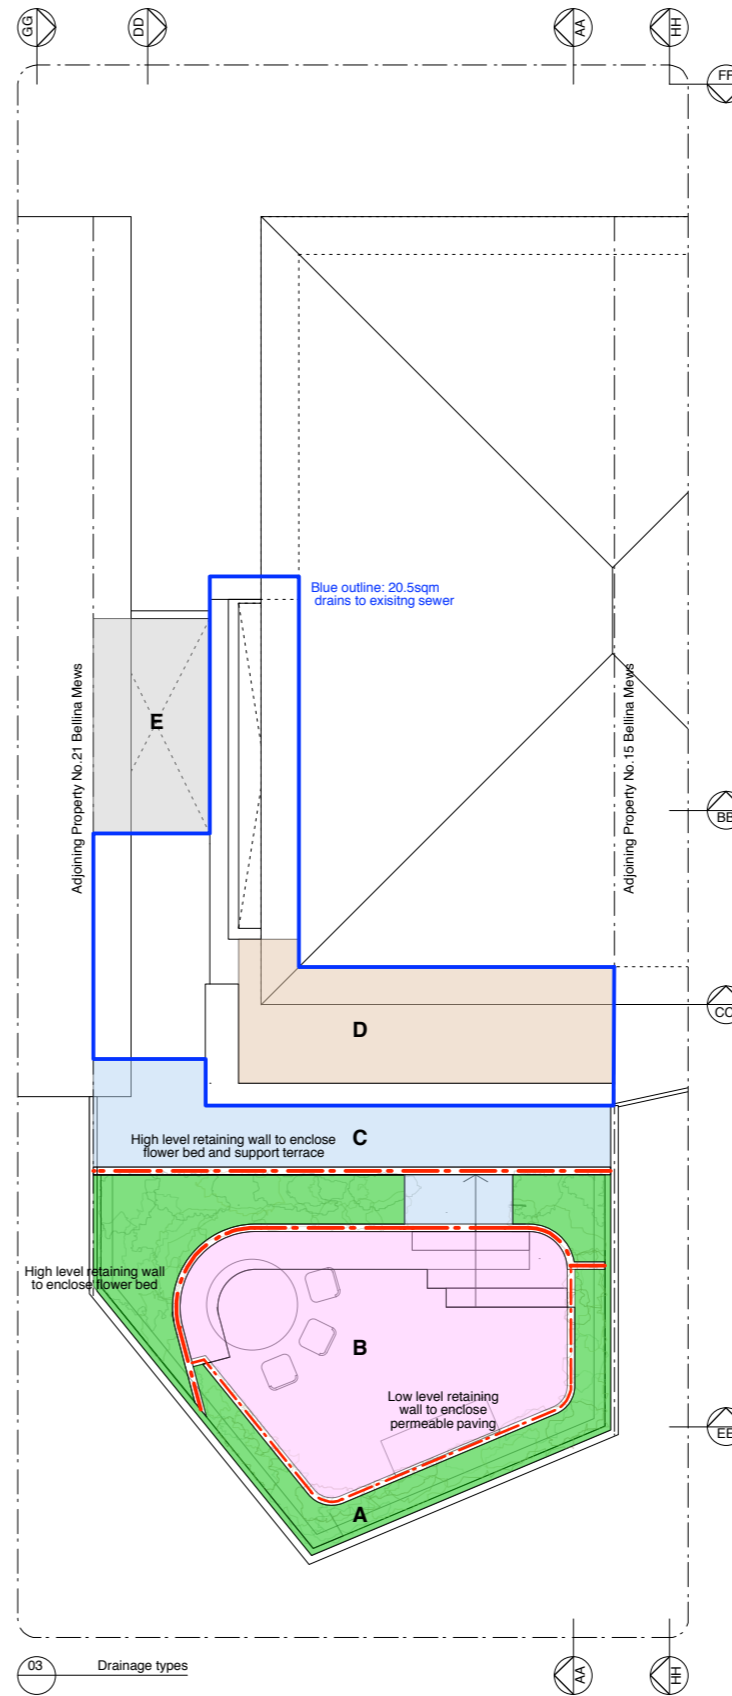 GG
DD
AA
HH
FF
Blue outline: 20.5sqm
drains to exisitng sewer
E
Adjoining Property No.21 Bellina Mews
Adjoining Property No.15 Bellina Mews
BB
CC
D
High level retaining wall to enclose
flower bed and support terrace
C
High level retaining wall
to enclose flower bed
B
Low level retaining
wall to enclose
permeable paving
EE
A
03
Drainage types
AA
HH